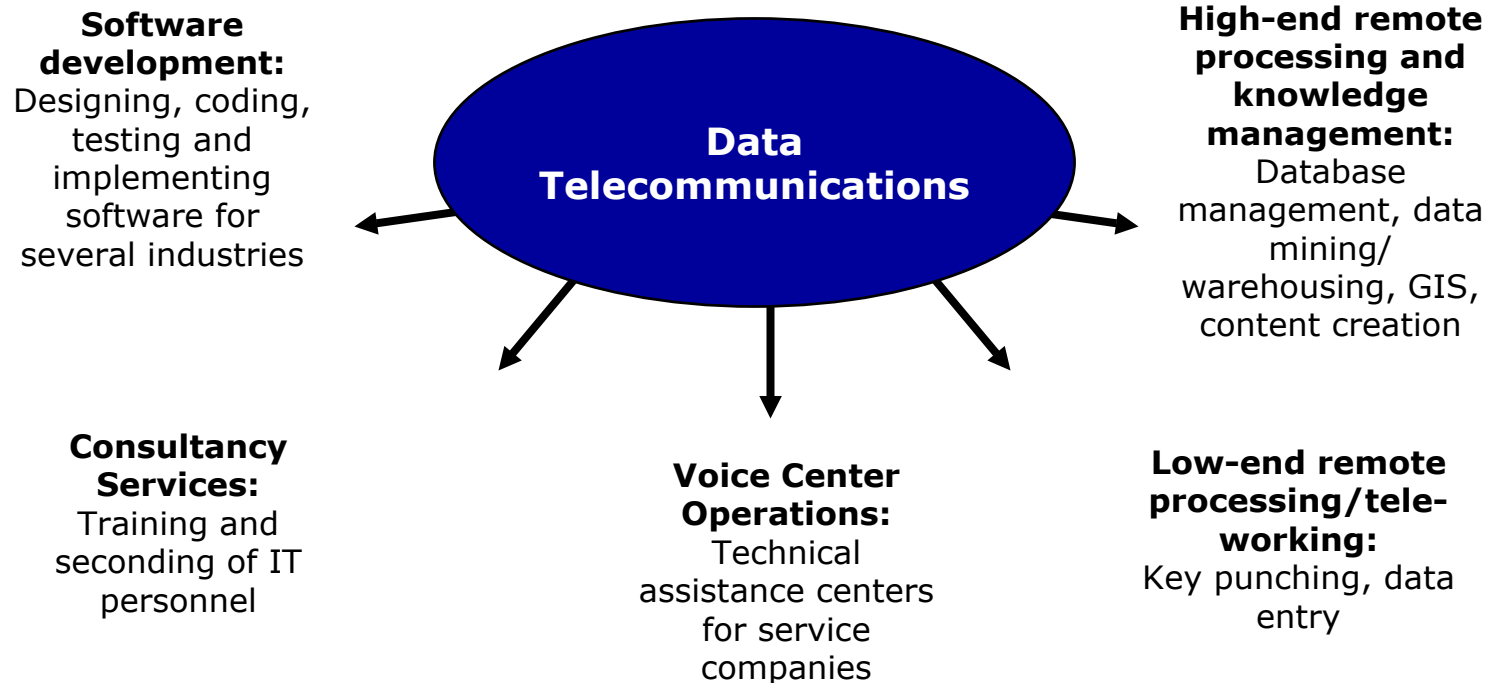 Software
development:
Designing, coding,
testing and
implementing
software for
several industries
Data
Telecommunications
High-end remote
processing and
knowledge
management:
Database
management, data
mining/
warehousing, GIS,
content creation
Consultancy
Services:
Training and
seconding of IT
personnel
Voice Center
Operations:
Technical
assistance centers
for service
companies
Low-end remote
processing/tele-
working:
Key punching, data
entry